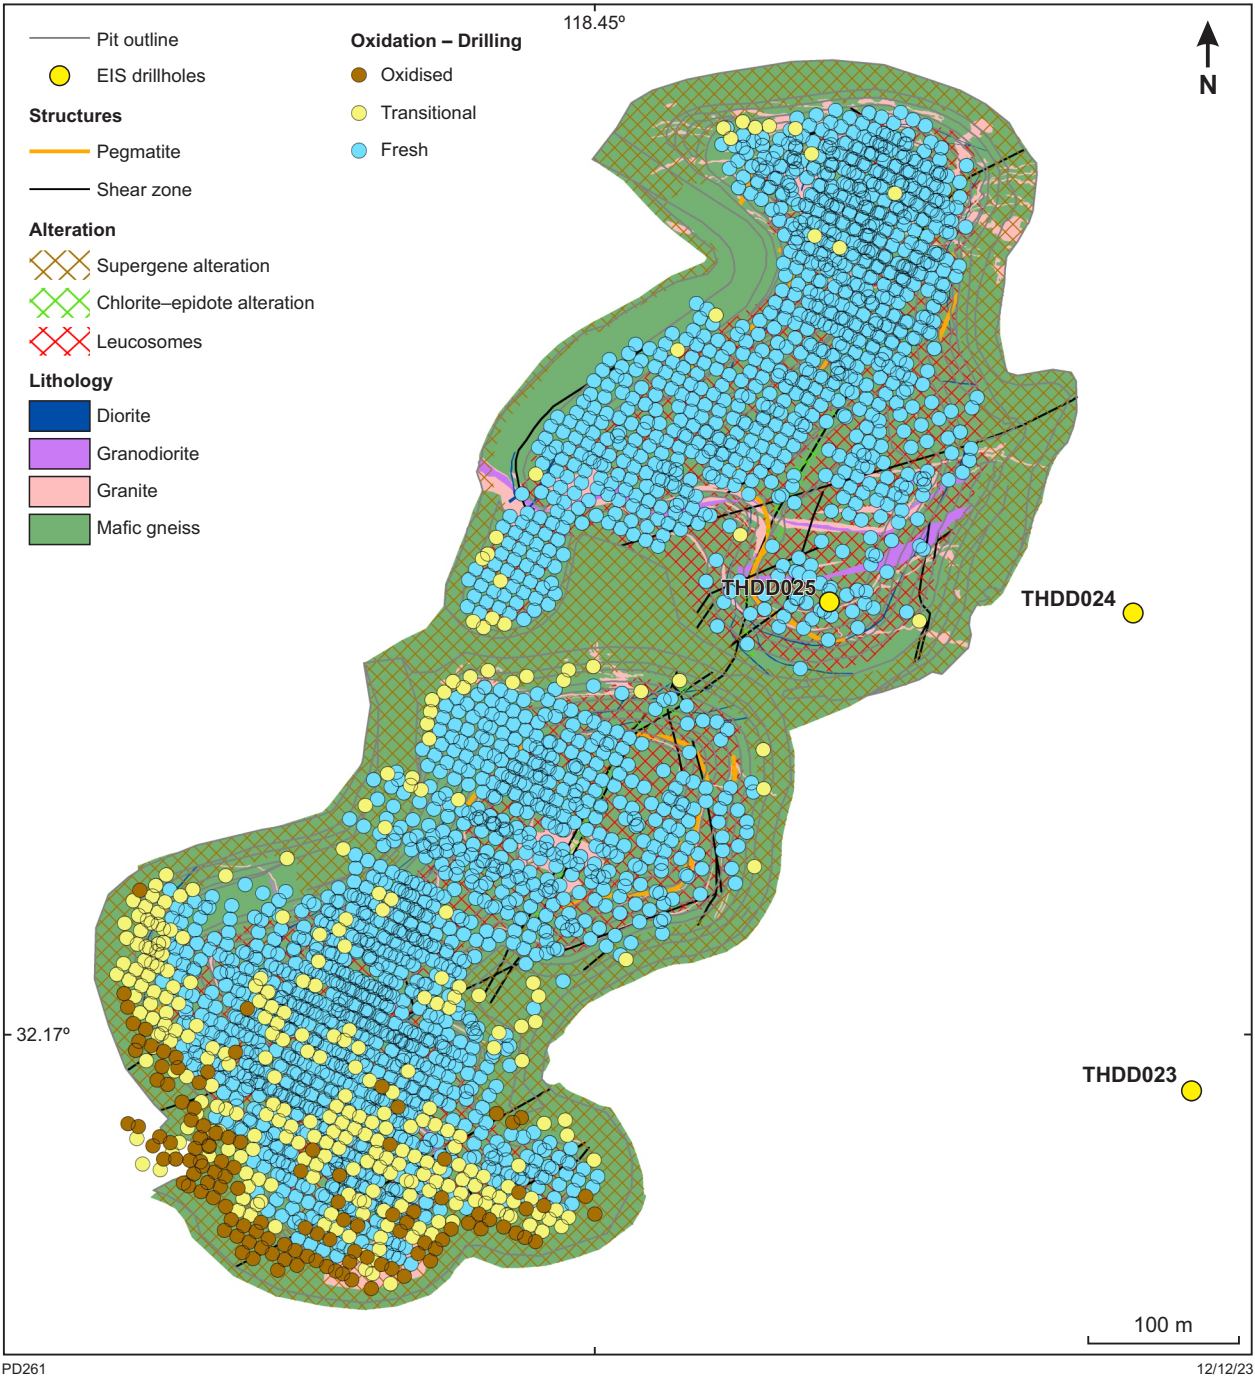 118.45º
N
Pit outline
EIS drillholes
Structures
Pegmatite
Shear zone
Alteration
Supergene alteration
Chlorite–epidote alteration
Leucosomes
Lithology
Diorite
Granodiorite
Granite
Mafic gneiss
Oxidation – Drilling
Oxidised
Transitional
Fresh
THDD025
THDD024
32.17º
THDD023
100 m
PD261
12/12/23